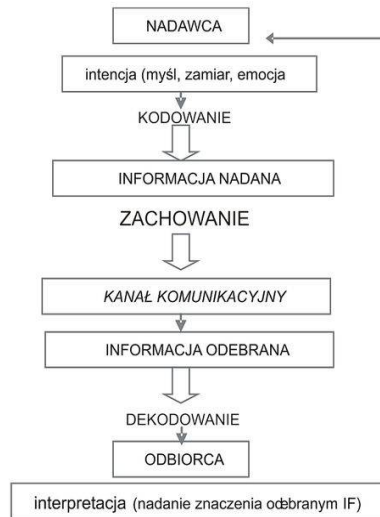 NADAWCA
intencja (myśl, zamiar, emocja
KODOWANIE
INFORMACJA NADANA
ZACHOWANIE
KANAŁ KOMUNIKACYJNY
INFORMACJA ODEBRANA
DEKODOWANIE
ODBIORCA
interpretacja (nadanie znaczenia odebranym IF)